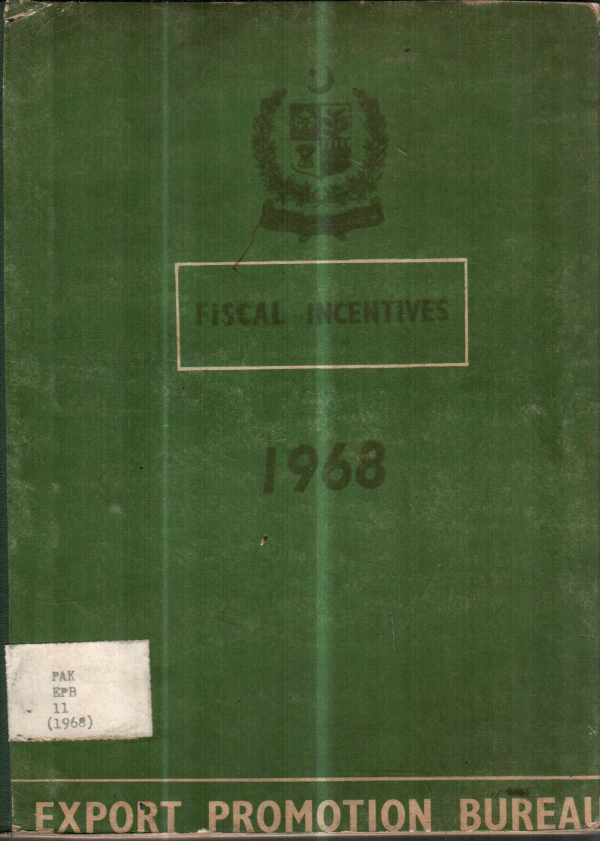 FISCAL INCENTIVES
1968
PAK
EPB
11
(1968)
EXPORT PROMOTION BUREAU